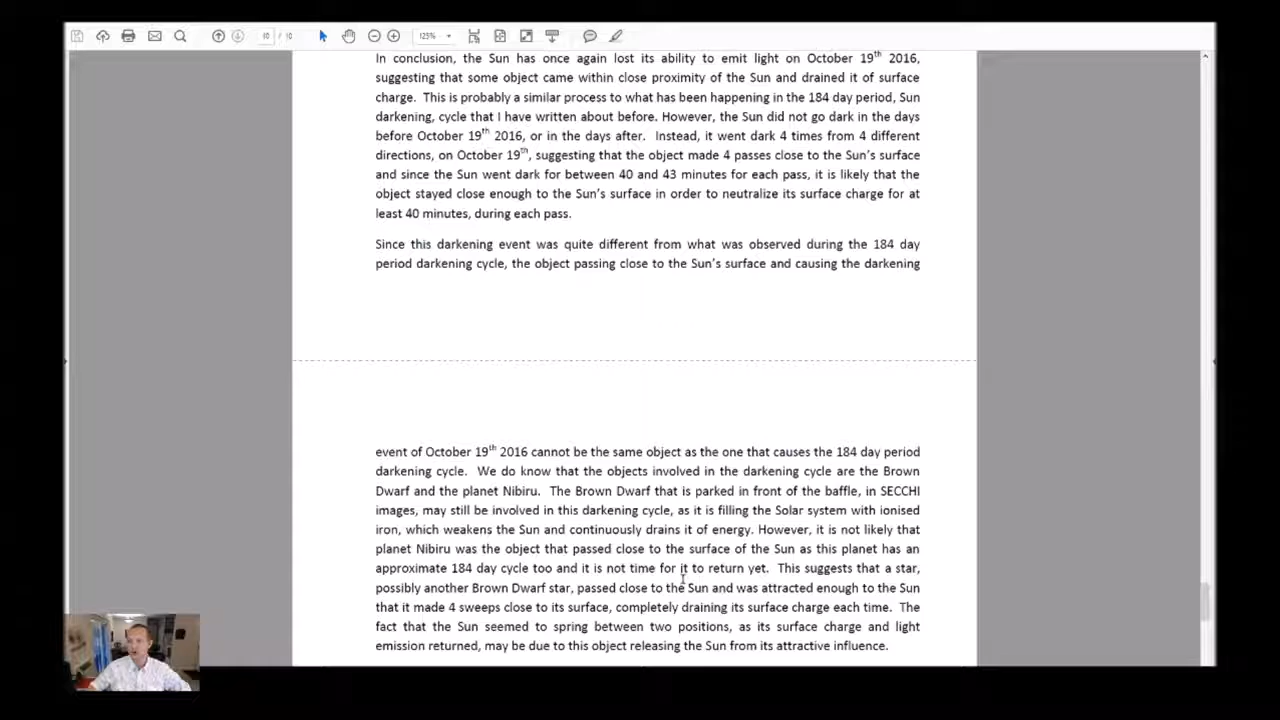 10 / 10
125%
In conclusion, the Sun has once again lost its ability to emit light on October 19th 2016,
suggesting that some object came within close proximity of the Sun and drained it of surface
charge. This is probably a similar process to what has been happening in the 184 day period, Sun
darkening, cycle that I have written about before. However, the Sun did not go dark in the days
before October 19th 2016, or in the days after. Instead, it went dark 4 times from 4 different
directions, on October 19th, suggesting that the object made 4 passes close to the Sun's surface
and since the Sun went dark for between 40 and 43 minutes for each pass, it is likely that the
object stayed close enough to the Sun's surface in order to neutralize its surface charge for at
least 40 minutes, during each pass.
Since this darkening event was quite different from what was observed during the 184 day
period darkening cycle, the object passing close to the Sun's surface and causing the darkening
event of October 19th 2016 cannot be the same object as the one that causes the 184 day period
darkening cycle. We do know that the objects involved in the darkening cycle are the Brown
Dwarf and the planet Nibiru. The Brown Dwarf that is parked in front of the baffle, in SECCHI
images, may still be involved in this darkening cycle, as it is filling the Solar system with ionised
iron, which weakens the Sun and continuously drains it of energy. However, it is not likely that
planet Nibiru was the object that passed close to the surface of the Sun as this planet has an
approximate 184 day cycle too and it is not time for it to return yet. This suggests that a star,
possibly another Brown Dwarf star, passed close to the Sun and was attracted enough to the Sun
that it made 4 sweeps close to its surface, completely draining its surface charge each time. The
fact that the Sun seemed to spring between two positions, as its surface charge and light
emission returned, may be due to this object releasing the Sun from its attractive influence.